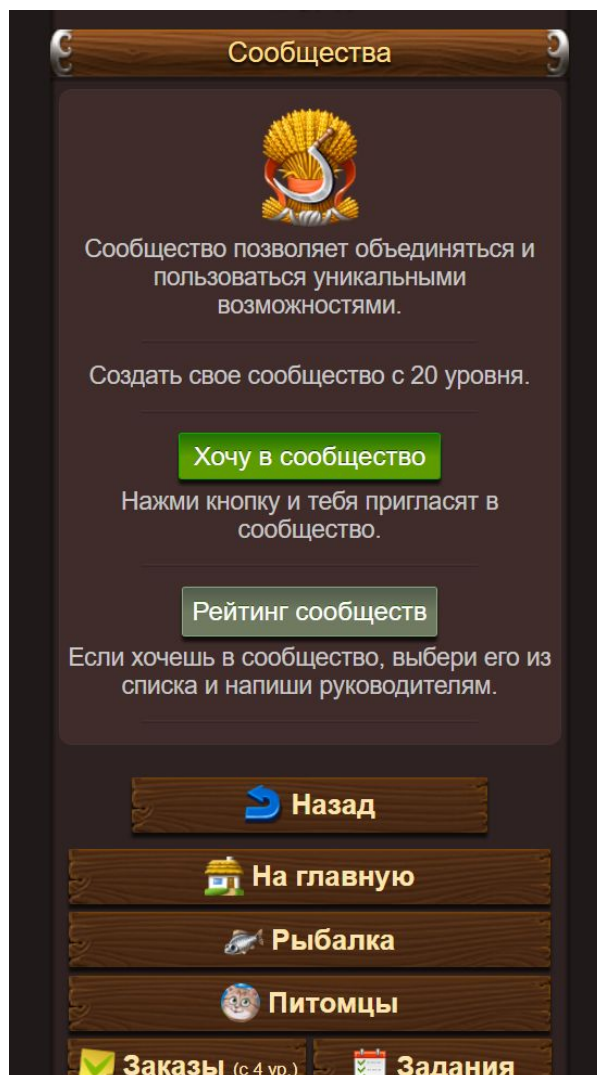 Сообщества
Сообщество позволяет объединяться и
пользоваться уникальными
возможностями.
Создать свое сообщество с 20 уровня.
Хочу в сообщество
Нажми кнопку и тебя пригласят в
сообщество.
Рейтинг сообществ
Если хочешь в сообщество, выбери его из
списка и напиши руководителям.
Назад
На главную
Рыбалка
Питомцы
Заказы (с 4 ур.) Задания